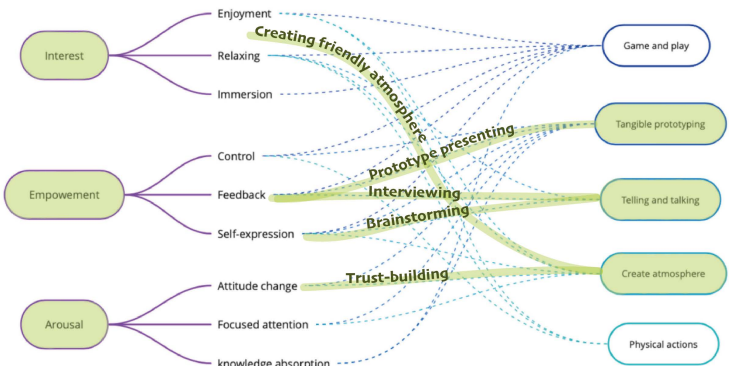 Enjoyment
Interest
Relaxing
Immersion
Creating friendly atmosphere
Game and play
Control
Empowement
Feedback
Self-expression
Prototype presenting
Interviewing
Brainstorming
Tangible prototyping
Telling and talking
Attitude change
Arousal
Focused attention
knowledge absorption
Trust-building
Create atmosphere
Physical actions